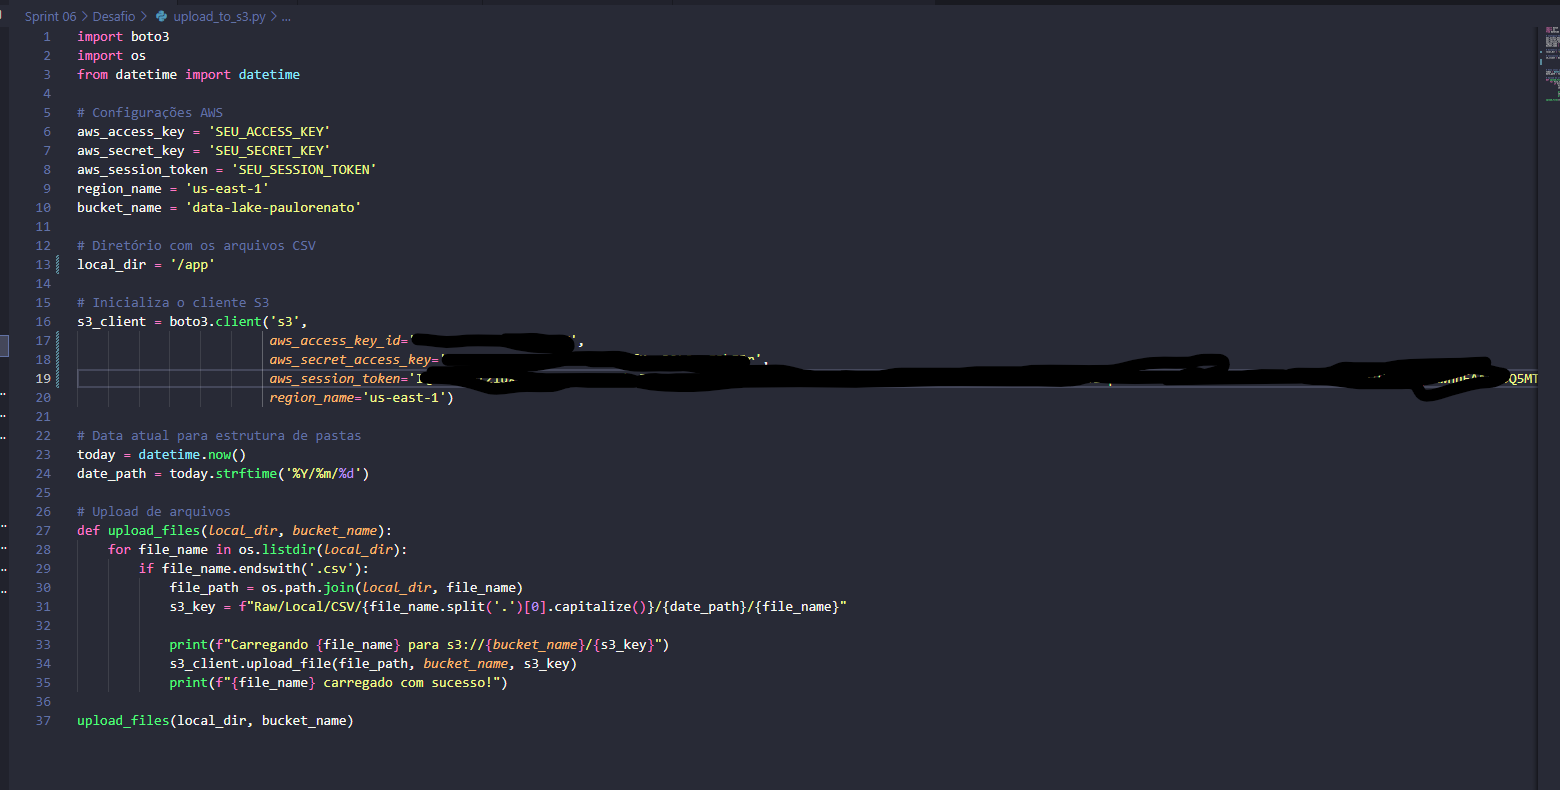 Sprint 06 > Desafio > upload_to_s3.py > ...
1 import boto3
2 import os
3 from datetime import datetime
4
5 # Configurações AWS
6 aws_access_key = 'SEU_ACCESS_KEY'
7 aws_secret_key = 'SEU_SECRET_KEY'
8 aws_session_token = 'SEU_SESSION_TOKEN'
9 region_name = 'us-east-1'
10 bucket_name = 'data-lake-paulorenato'
11
12 # Diretório com os arquivos CSV
13 local_dir = '/app'
14
15 # Inicializa o cliente S3
16 s3_client = boto3.client('s3',
17 aws_access_key_id=' ',
18 aws_secret_access_key=' ',
19 aws_session_token='
20 region_name='us-east-1')
21
22 # Data atual para estrutura de pastas
23 today = datetime.now()
24 date_path = today.strftime('%Y/%m/%d')
25
26 # Upload de arquivos
27 def upload_files(local_dir, bucket_name):
28 for file_name in os.listdir(local_dir):
29 if file_name.endswith('.csv'):
30 file_path = os.path.join(local_dir, file_name)
31 s3_key = f"Raw/Local/CSV/{file_name.split('.')[0].capitalize()}/{date_path}/{file_name}"
32
33 print(f"Carregando {file_name} para s3://{bucket_name}/{s3_key}")
34 s3_client.upload_file(file_path, bucket_name, s3_key)
35 print(f"{file_name} carregado com sucesso!")
36
37 upload_files(local_dir, bucket_name)